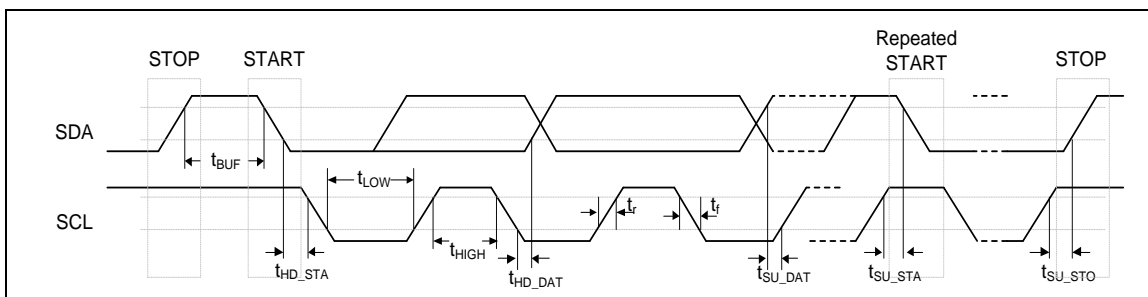 STOP START Repeated START STOP
SDA
t_BUF
t_LOW
SCL
t_r t_f
t_HIGH
t_HD_STA t_HD_DAT t_SU_DAT t_SU_STA t_SU_STO